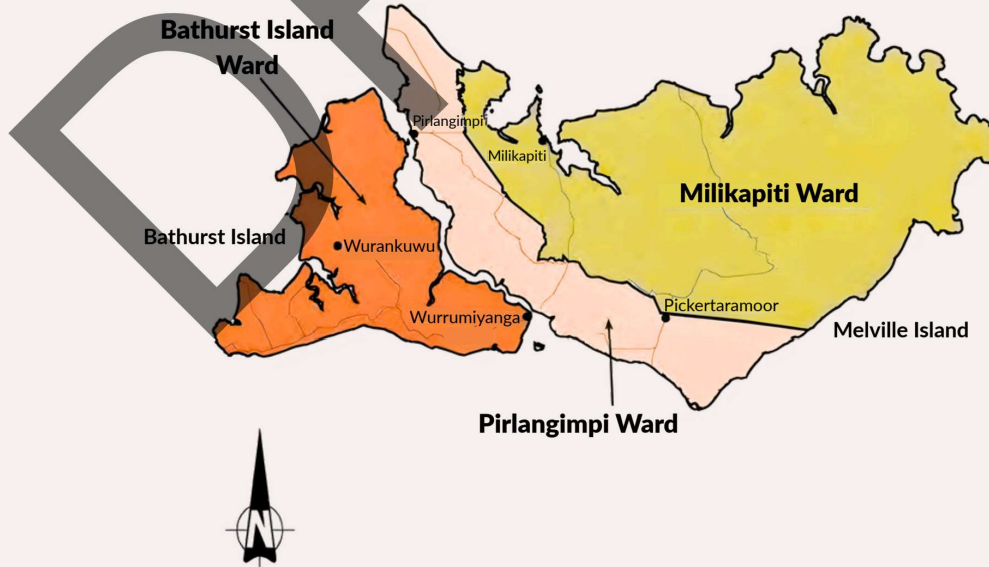 Bathurst Island
Ward
Pirlangimpi
Milikapiti
Milikapiti Ward
Bathurst Island
Wurankuwu
Pickertaramoor
Wurrumiyanga
Melville Island
Pirlangimpi Ward
N